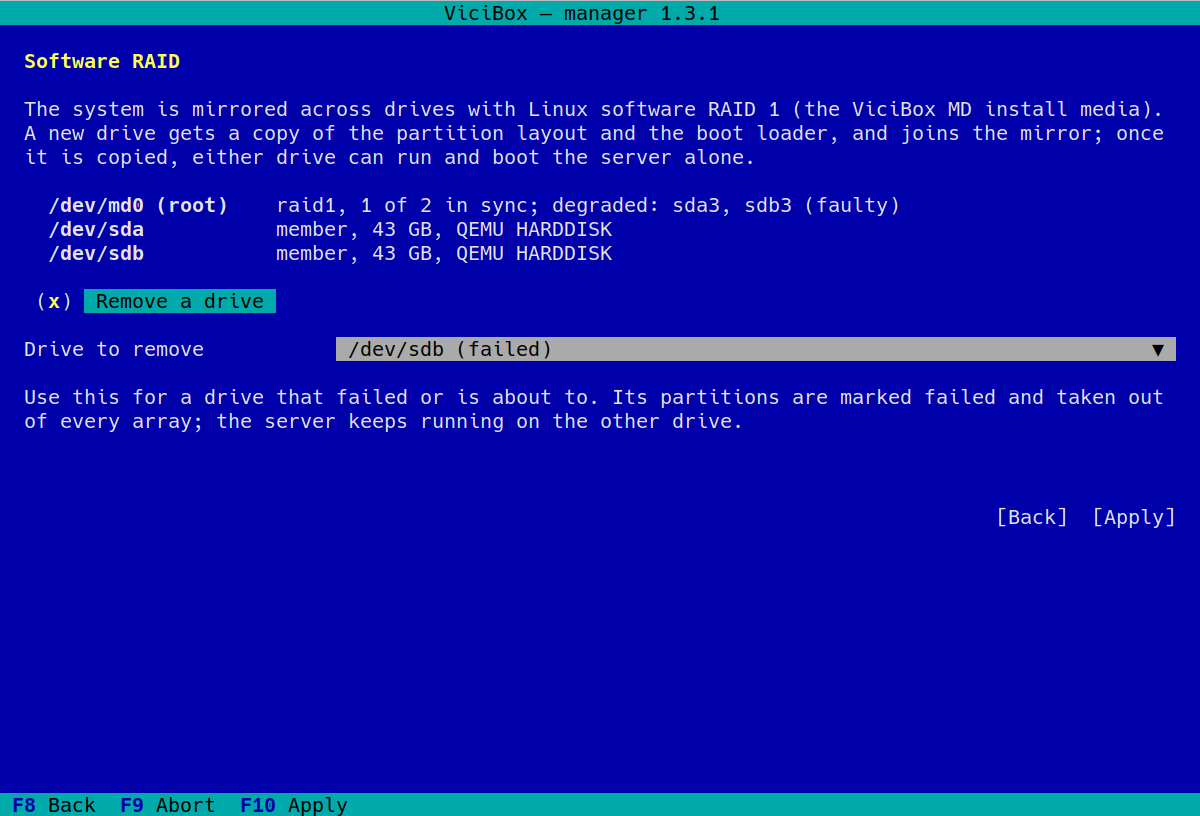 ViciBox — manager 1.3.1
Software RAID
The system is mirrored across drives with Linux software RAID 1 (the ViciBox MD install media).
A new drive gets a copy of the partition layout and the boot loader, and joins the mirror; once
it is copied, either drive can run and boot the server alone.
/dev/md0 (root) raid1, 1 of 2 in sync; degraded: sda3, sdb3 (faulty)
/dev/sda member, 43 GB, QEMU HARDDISK
/dev/sdb member, 43 GB, QEMU HARDDISK
(x) Remove a drive
Drive to remove /dev/sdb (failed) ▼
Use this for a drive that failed or is about to. Its partitions are marked failed and taken out
of every array; the server keeps running on the other drive.
[Back] [Apply]
F8 Back F9 Abort F10 Apply